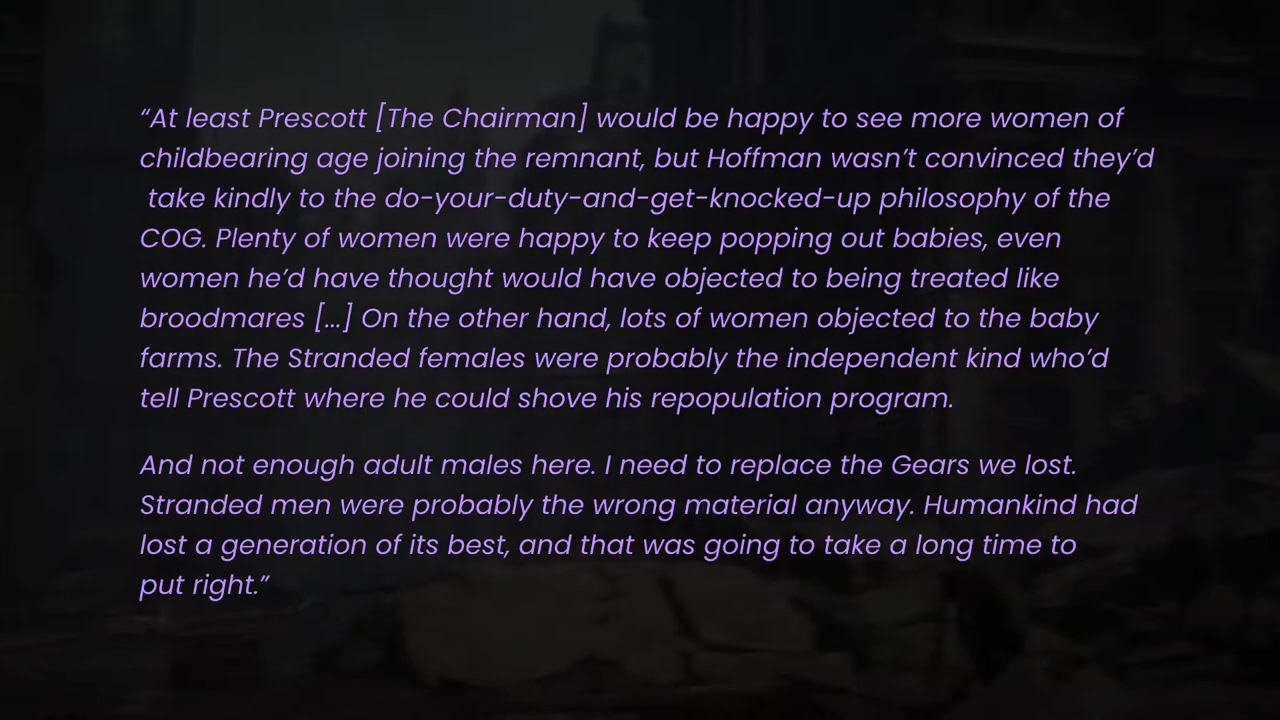 “At least Prescott [The Chairman] would be happy to see more women of
childbearing age joining the remnant, but Hoffman wasn’t convinced they’d
take kindly to the do-your-duty-and-get-knocked-up philosophy of the
COG. Plenty of women were happy to keep popping out babies, even
women he’d have thought would have objected to being treated like
broodmares [...] On the other hand, lots of women objected to the baby
farms. The Stranded females were probably the independent kind who’d
tell Prescott where he could shove his repopulation program.
And not enough adult males here. I need to replace the Gears we lost.
Stranded men were probably the wrong material anyway. Humankind had
lost a generation of its best, and that was going to take a long time to
put right.”